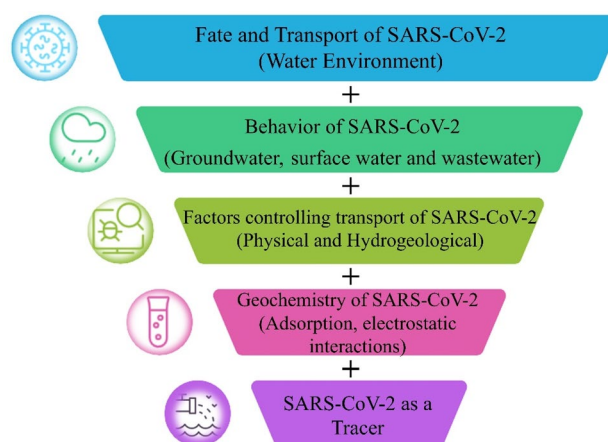 Fate and Transport of SARS-CoV-2
(Water Environment)
+
Behavior of SARS-CoV-2
(Groundwater, surface water and wastewater)
+
Factors controlling transport of SARS-CoV-2
(Physical and Hydrogeological)
+
Geochemistry of SARS-CoV-2
(Adsorption, electrostatic
interactions)
+
SARS-CoV-2 as a
Tracer